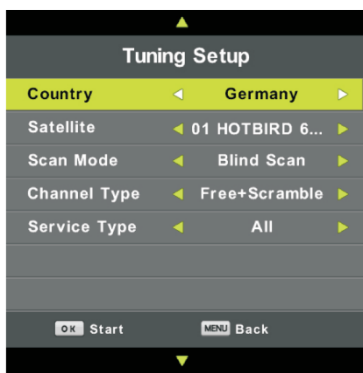 Tuning Setup
Country Germany
Satellite 01 HOTBIRD 6...
Scan Mode Blind Scan
Channel Type Free+Scramble
Service Type All
OK Start MENU Back